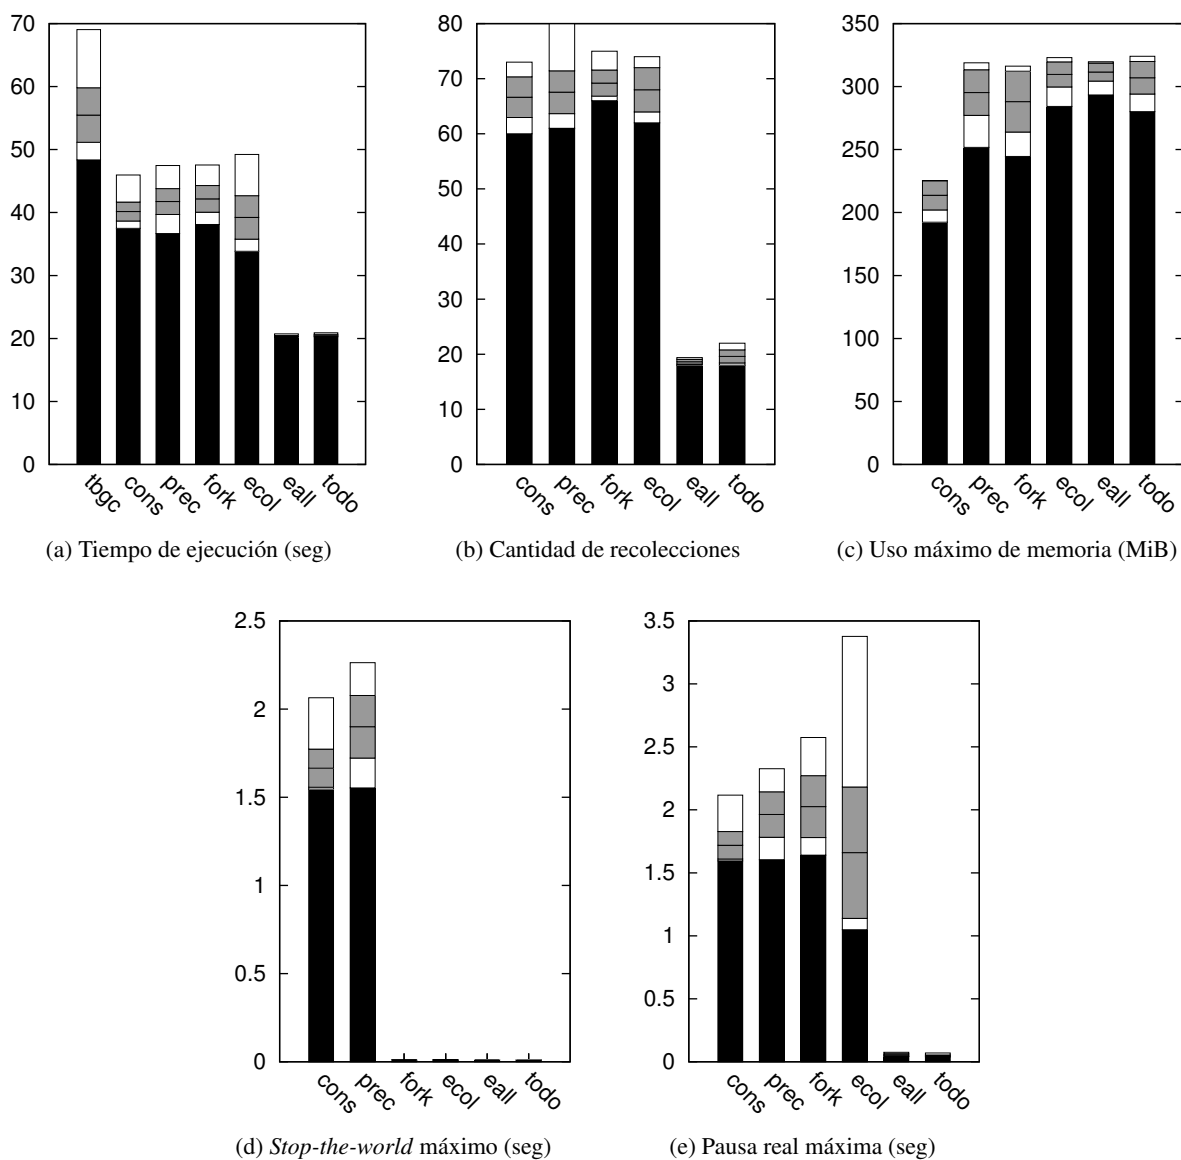 70
60
50
40
30
20
10
0
tbgc
cons
prec
fork
ecol
eall
todo
(a) Tiempo de ejecución (seg)
80
70
60
50
40
30
20
10
0
cons
prec
fork
ecol
eall
todo
(b) Cantidad de recolecciones
350
300
250
200
150
100
50
0
cons
prec
fork
ecol
eall
todo
(c) Uso máximo de memoria (MiB)
2.5
2
1.5
1
0.5
0
cons
prec
fork
ecol
eall
todo
(d) Stop-the-world máximo (seg)
3.5
3
2.5
2
1.5
1
0.5
0
cons
prec
fork
ecol
eall
todo
(e) Pausa real máxima (seg)